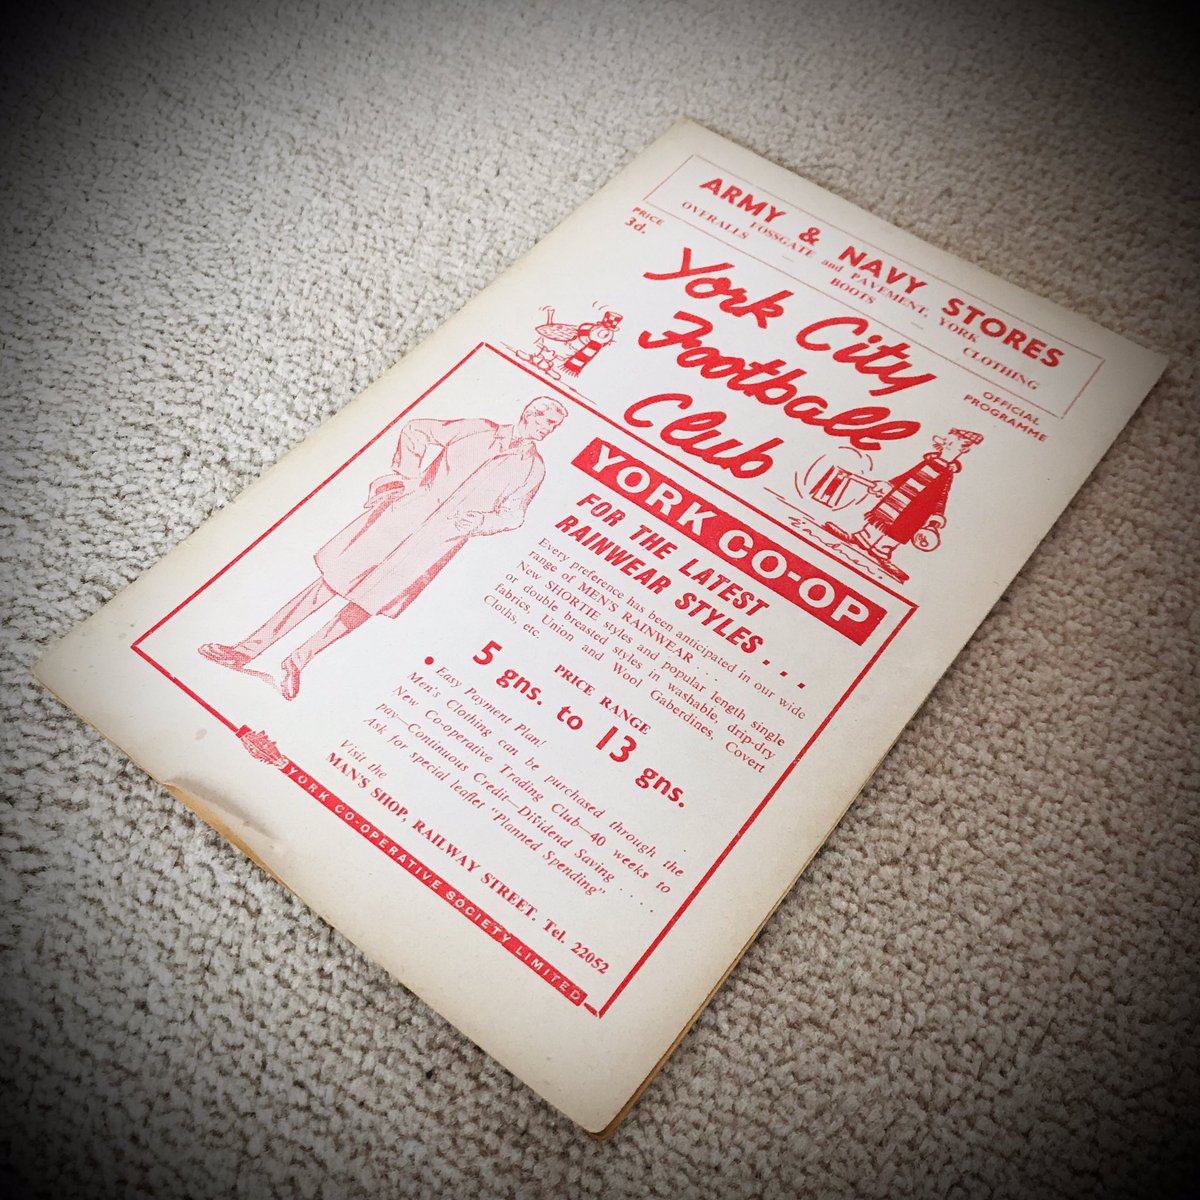 ARMY & NAVY STORES
FOSSGATE and PAVEMENT, YORK
OVERALLS — BOOTS — CLOTHING
PRICE
3d.
OFFICIAL
PROGRAMME
York City
Football
Club
YORK CO-OP
FOR THE LATEST
RAINWEAR STYLES . . .
Every preference has been anticipated in our wide
range of MEN'S RAINWEAR . . .
New SHORTIE styles and popular length single
or double breasted styles in washable, drip-dry
fabrics, Union and Wool Gaberdines, Covert
Cloths, etc.
PRICE RANGE
5 gns. to 13 gns.
• Easy Payment Plan!
Men's Clothing can be purchased through the
New Co-operative Trading Club—40 weeks to
pay—Continuous Credit—Dividend Saving . . . .
Ask for special leaflet "Planned Spending"
Visit the
MAN'S SHOP, RAILWAY STREET. Tel. 22052
YORK CO-OPERATIVE SOCIETY LIMITED